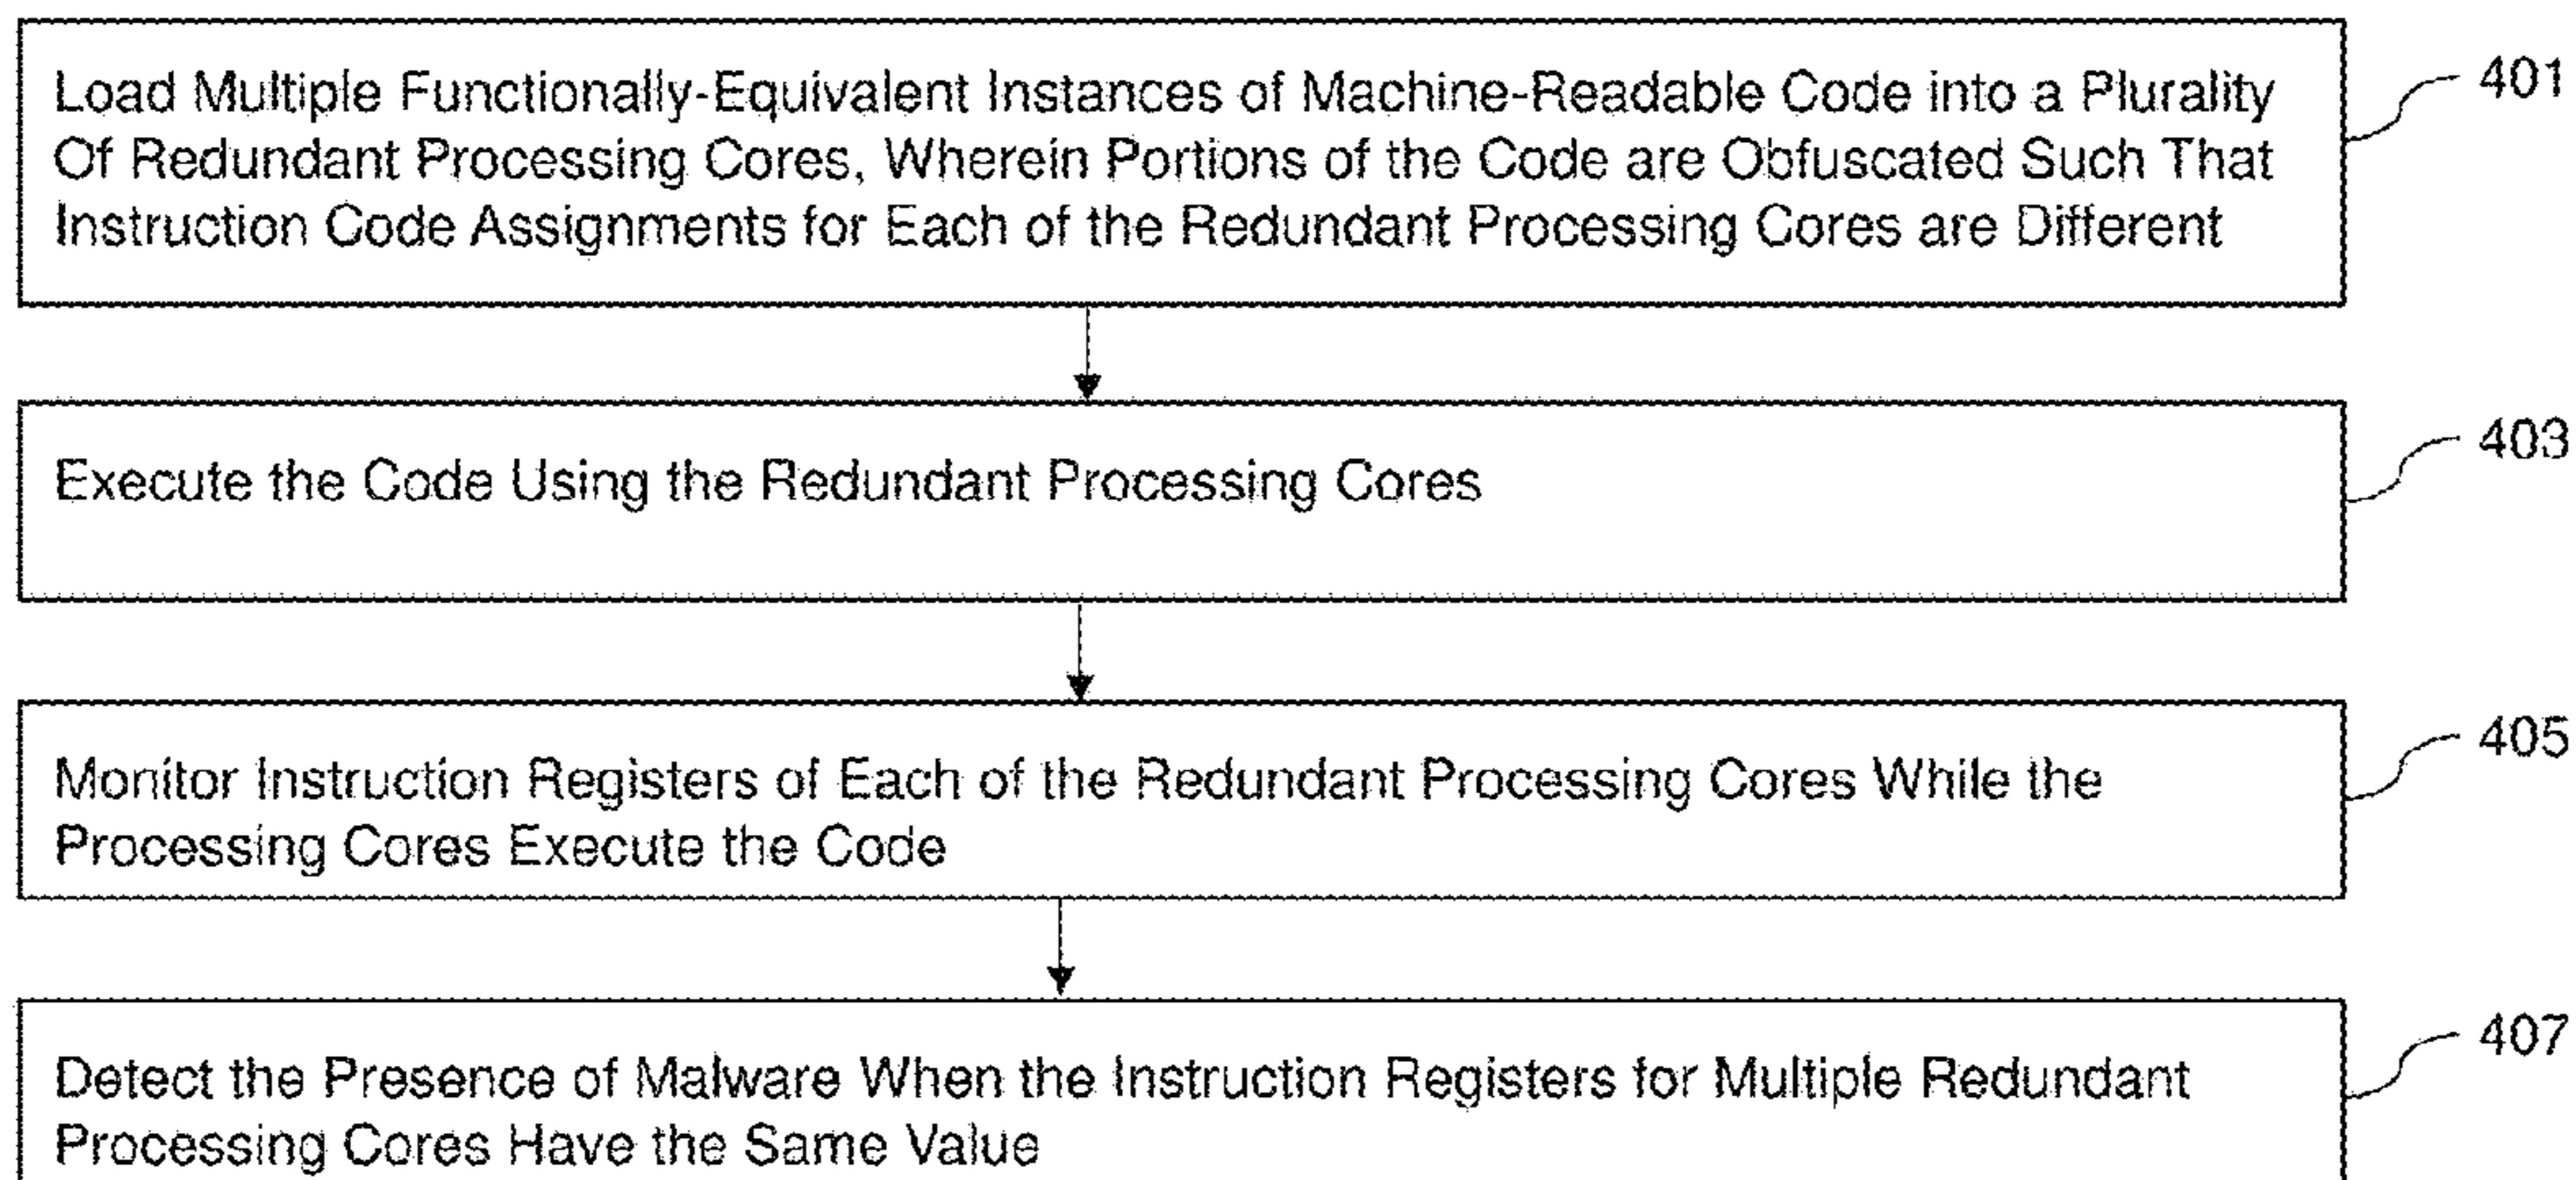 Load Multiple Functionally-Equivalent Instances of Machine-Readable Code into a Plurality
Of Redundant Processing Cores, Wherein Portions of the Code are Obfuscated Such That
Instruction Code Assignments for Each of the Redundant Processing Cores are Different
401
Execute the Code Using the Redundant Processing Cores
403
Monitor Instruction Registers of Each of the Redundant Processing Cores While the
Processing Cores Execute the Code
405
Detect the Presence of Malware When the Instruction Registers for Multiple Redundant
Processing Cores Have the Same Value
407